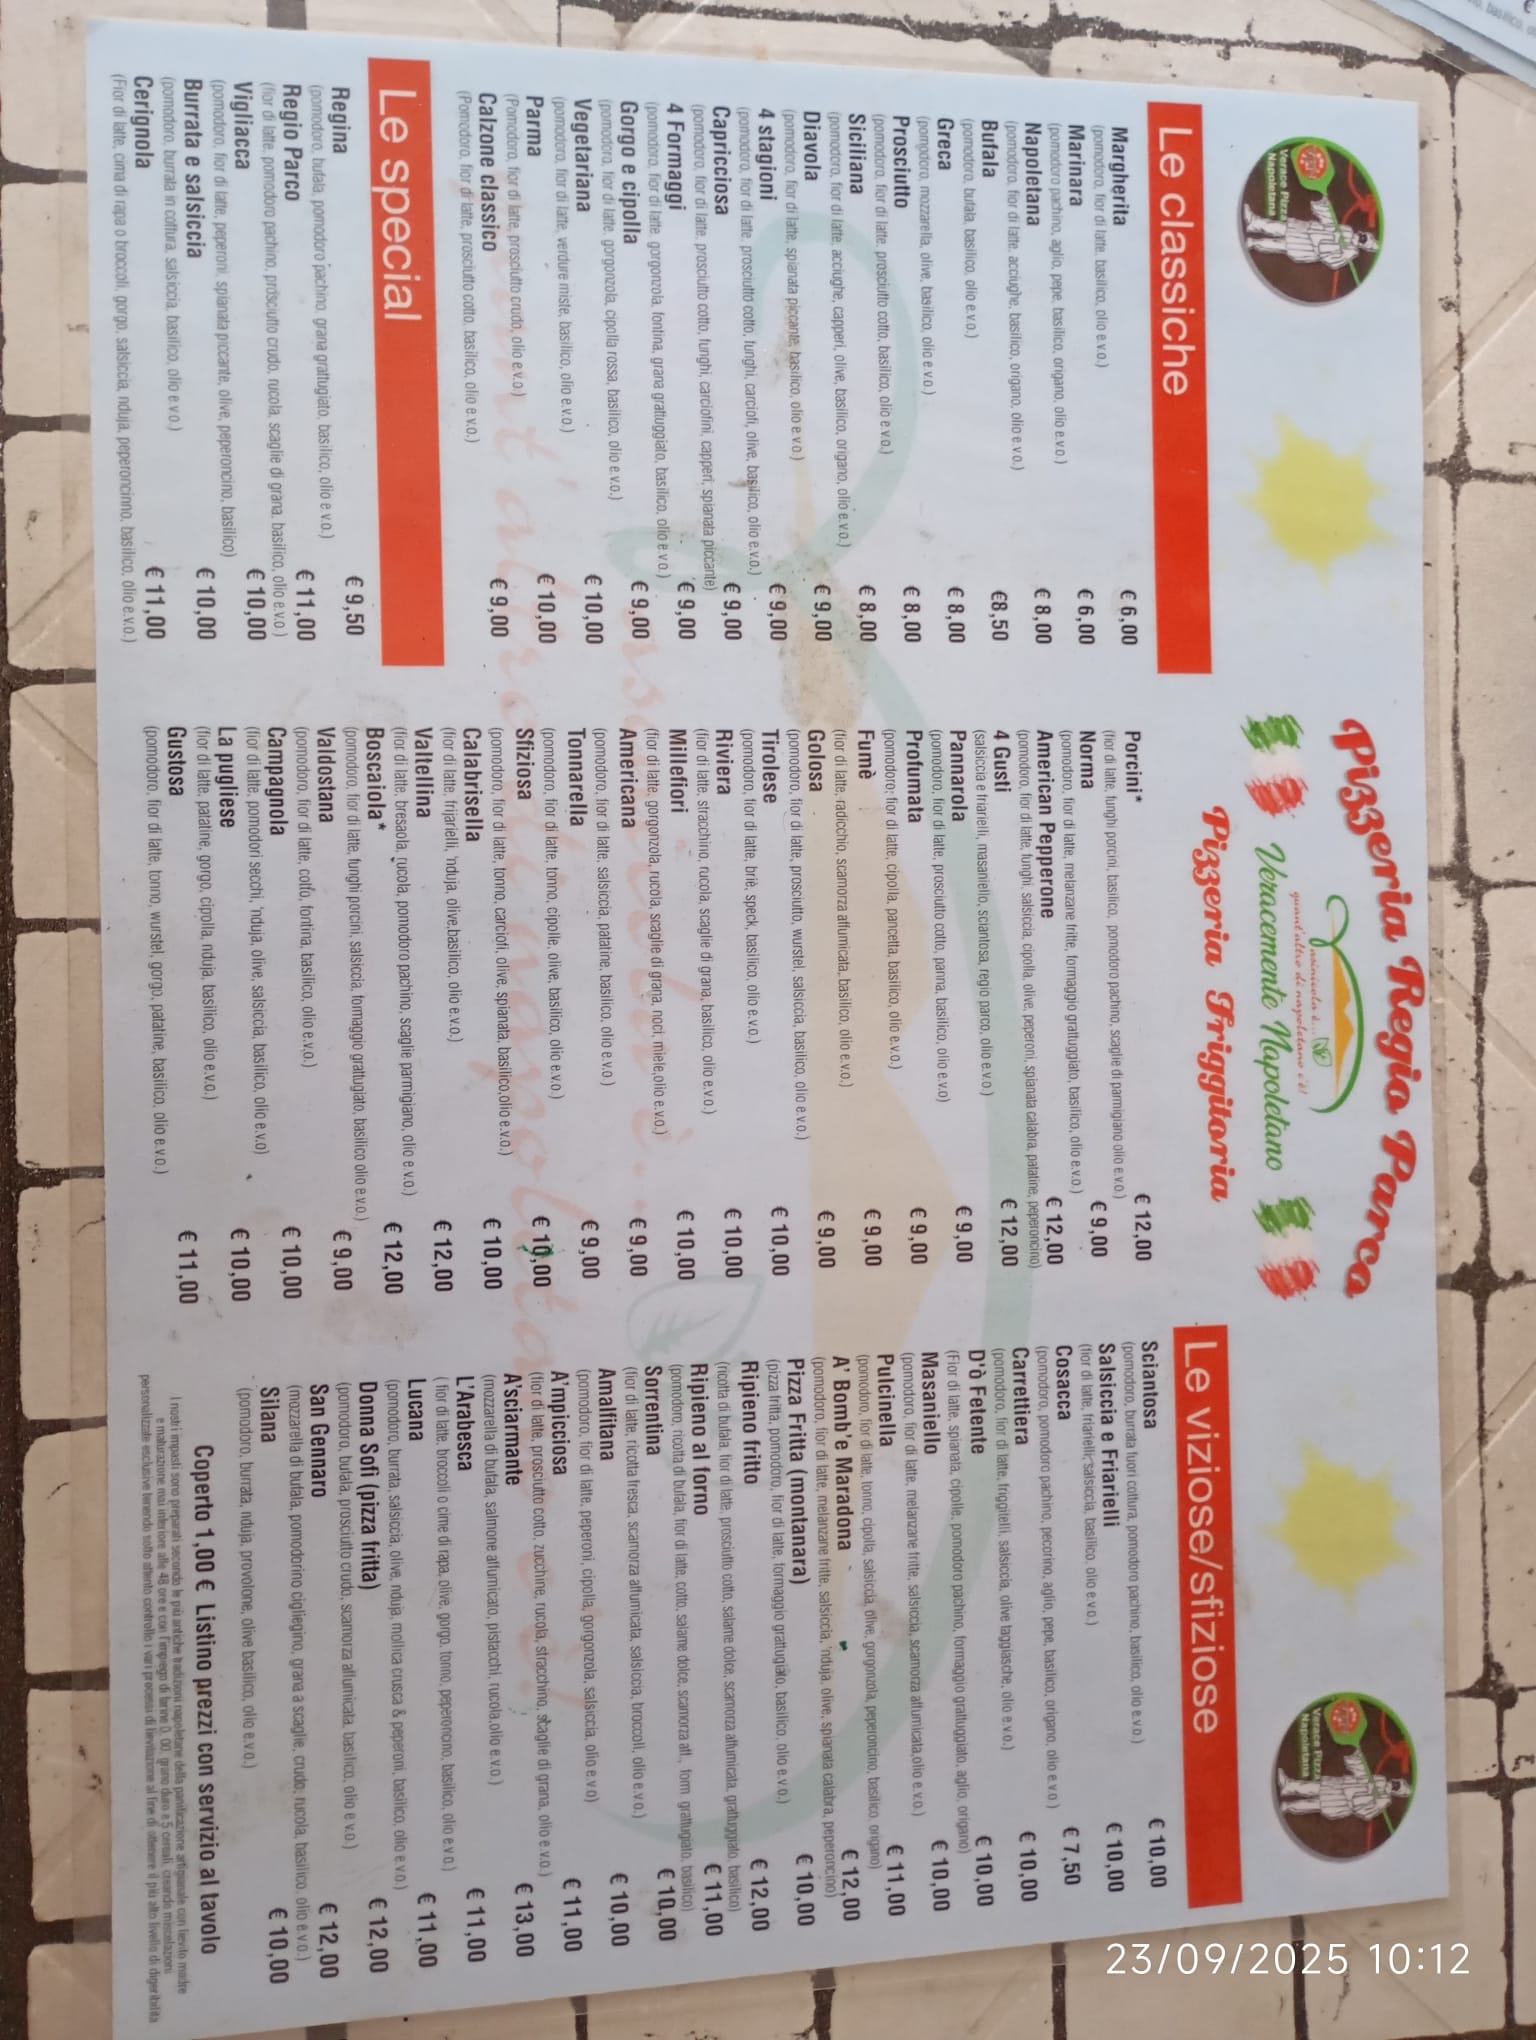 Pizzeria Regio Parco
Vasinicola è...
quant'altro di napoletano c'è!
Veracemente Napoletano
Pizzeria Friggitoria
Verace Pizza
Napoletana
Verace Pizza
Napoletana
Le classiche
Margherita € 6,00
(pomodoro, fior di latte, basilico, olio e.v.o.)
Marinara € 6,00
(pomodoro pachino, aglio, pepe, basilico, origano, olio e.v.o.)
Napoletana € 8,00
(pomodoro, fior di latte, acciughe, basilico, origano, olio e.v.o.)
Bufala €8,50
(pomodoro, bufala, basilico, olio e.v.o.)
Greca € 8,00
(pomodoro, mozzarella, olive, basilico, olio e.v.o.)
Prosciutto € 8,00
(pomodoro, fior di latte, prosciutto cotto, basilico, olio e.v.o.)
Siciliana € 8,00
(pomodoro, fior di latte, acciughe, capperi, olive, basilico, origano, olio e.v.o.)
Diavola € 9,00
(pomodoro, fior di latte, spianata piccante, basilico, olio e.v.o.)
4 stagioni € 9,00
(pomodoro, fior di latte, prosciutto cotto, funghi, carciofi, olive, basilico, olio e.v.o.)
Capricciosa € 9,00
(pomodoro, fior di latte, prosciutto cotto, funghi, carciofini, capperi, spianata piccante)
4 Formaggi € 9,00
(pomodoro, fior di latte, gorgonzola, fontina, grana grattuggiato, basilico, olio e.v.o.)
Gorgo e cipolla € 9,00
(pomodoro, fior di latte, gorgonzola, cipolla rossa, basilico, olio e.v.o.)
Vegetariana € 10,00
(pomodoro, fior di latte, verdure miste, basilico, olio e.v.o.)
Parma € 10,00
(Pomodoro, fior di latte, prosciutto crudo, olio e.v.o)
Calzone classico € 9,00
(Pomodoro, fior di latte, prosciutto cotto, basilico, olio e.v.o.)
Le special
Regina € 9,50
(pomodoro, bufala, pomodoro pachino, grana grattugiato, basilico, olio e.v.o.)
Regio Parco € 11,00
(fior di latte, pomodoro pachino, prosciutto crudo, rucola, scaglie di grana, basilico, olio e.v.o.)
Vigliacca € 10,00
(pomodoro, fior di latte, peperoni, spianata piccante, olive, peperoncino, basilico)
Burrata e salsiccia € 10,00
(pomodoro, burrata in cottura, salsiccia, basilico, olio e.v.o.)
Cerignola € 11,00
(Fior di latte, cima di rapa o broccoli, gorgo, salsiccia, nduja, peperoncinno, basilico, olio e.v.o.)
Porcini* € 12,00
(fior di latte, funghi porcini, basilico, pomodoro pachino, scaglie di parmigiano olio e.v.o.)
Norma € 9,00
(pomodoro, fior di latte, melanzane fritte, formaggio grattuggiato, basilico, olio e.v.o.)
American Pepperone € 12,00
(pomodoro, fior di latte, funghi, salsiccia, cipolla, olive, peperoni, spianata calabra, patatine, peperoncino)
4 Gusti € 12,00
(salsiccia e friarielli, masaniello, sciantosa, regio parco, olio e.v.o.)
Pannarola € 9,00
(pomodoro, fior di latte, prosciutto cotto, panna, basilico, olio e.v.o)
Profumata € 9,00
(pomodoro, fior di latte, cipolla, pancetta, basilico, olio e.v.o.)
Fumè € 9,00
(fior di latte, radicchio, scamorza affumicata, basilico, olio e.v.o.)
Golosa € 9,00
(pomodoro, fior di latte, prosciutto, wurstel, salsiccia, basilico, olio e.v.o.)
Tirolese € 10,00
(pomodoro, fior di latte, briè, speck, basilico, olio e.v.o.)
Riviera € 10,00
(fior di latte, stracchino, rucola, scaglie di grana, basilico, olio e.v.o.)
Millefiori € 10,00
(fior di latte, gorgonzola, rucola, scaglie di grana, noci, miele,olio e.v.o.)
Americana € 9,00
(pomodoro, fior di latte, salsiccia, patatine, basilico, olio e.v.o.)
Tonnarella € 9,00
(pomodoro, fior di latte, tonno, cipolle, olive, basilico, olio e.v.o.)
Sfiziosa € 10,00
(pomodoro, fior di latte, tonno, carciofi, olive, spianata, basilico,olio e.v.o.)
Calabrisella € 10,00
(fior di latte, frijarielli, 'nduja, olive,basilico, olio e.v.o.)
Valtellina € 12,00
(fior di latte, bresaola, rucola, pomodoro pachino, scaglie parmigiano, olio e.v.o.)
Boscaiola* € 12,00
(pomodoro, fior di latte, funghi porcini, salsiccia, formaggio grattugiato, basilico olio e.v.o.)
Valdostana € 9,00
(pomodoro, fior di latte, cotto, fontina, basilico, olio e.v.o.)
Campagnola € 10,00
(fior di latte, pomodori secchi, 'nduja, olive, salsiccia, basilico, olio e.v.o)
La pugliese € 10,00
(fior di latte, patatine, gorgo, cipolla, nduja, basilico, olio e.v.o.)
Gustosa € 11,00
(pomodoro, fior di latte, tonno, wurstel, gorgo, patatine, basilico, olio e.v.o.)
Le viziose/sfiziose
Sciantosa € 10,00
(pomodoro, burrata fuori cottura, pomodoro pachino, basilico, olio e.v.o.)
Salsiccia e Friarielli € 10,00
(fior di latte, friarielli, salsiccia, basilico, olio e.v.o.)
Cosacca € 7,50
(pomodoro, pomodoro pachino, pecorino, aglio, pepe, basilico, origano, olio e.v.o.)
Carrettiera € 10,00
(pomodoro, fior di latte, friggitielli, salsiccia, olive taggiasche, olio e.v.o.)
D'ò Fetente € 10,00
(Fior di latte, spianata, cipolle, pomodoro pachino, formaggio grattuggiato, aglio, origano)
Masaniello € 10,00
(pomodoro, fior di latte, melanzane fritte, salsiccia, scamorza affumicata,olio e.v.o.)
Pulcinella € 11,00
(pomodoro, fior di latte, tonno, cipolla, salsiccia, olive, gorgonzola, peperoncino, basilico, origano)
A' Bomb'e Maradona € 12,00
(pomodoro, fior di latte, melanzane fritte, salsiccia, 'nduja, olive, spianata calabra, peperoncino)
Pizza Fritta (montanara) € 10,00
(pizza fritta, pomodoro, fior di latte, formaggio grattugiato, basilico, olio e.v.o.)
Ripieno fritto € 12,00
(ricotta di bufala, fior di latte, prosciutto cotto, salame dolce, scamorza affumicata, grattuggiato, basilico)
Ripieno al forno € 11,00
(pomodoro, ricotta di bufala, fior di latte, cotto, salame dolce, scamorza aff., form. grattugiato, basilico)
Sorrentina € 10,00
(fior di latte, ricotta fresca, scamorza affumicata, salsiccia, broccoli, olio e.v.o.)
Amalfitana € 10,00
(pomodoro, fior di latte, peperoni, cipolla, gorgonzola, salsiccia, olio e.v.o)
A'mpicciosa € 11,00
(fior di latte, prosciutto cotto, zucchine, rucola, stracchino, scaglie di grana, olio e.v.o.)
A'sciarmante € 13,00
(mozzarella di bufala, salmone affumicato, pistacchi, rucola,olio e.v.o.)
L'Arabesca € 11,00
( fior di latte, broccoli o cime di rapa, olive, gorgo, tonno, peperoncino, basilico, olio e.v.o.)
Lucana € 11,00
(pomodoro, burrata, salsiccia, olive, nduja, mollica crusca & peperoni, basilico, olio e.v.o.)
Donna Sofi (pizza fritta) € 12,00
(pomodoro, bufala, prosciutto crudo, scamorza affumicata, basilico, olio e.v.o.)
San Gennaro € 12,00
(mozzarella di bufala, pomodorino cigliegino, grana a scaglie, crudo, rucola, basilico, olio e.v.o.)
Silana € 10,00
(pomodoro, burrata, nduja, provolone, olive basilico, olio e.v.o.)
Coperto 1,00 € Listino prezzi con servizio al tavolo
I nostri impasti sono preparati secondo le più antiche tradizioni napoletane della panificazione artigianale con lievito madre
e maturazione mai inferiore alle 48 ore e con l'impiego di farine 0, 00, grano duro e 5 cereali, creando miscelazioni
personalizzate esclusive tenendo sotto attento controllo i vari processi di lievitazione al fine di ottenere il più alto livello di digeribilità
23/09/2025 10:12